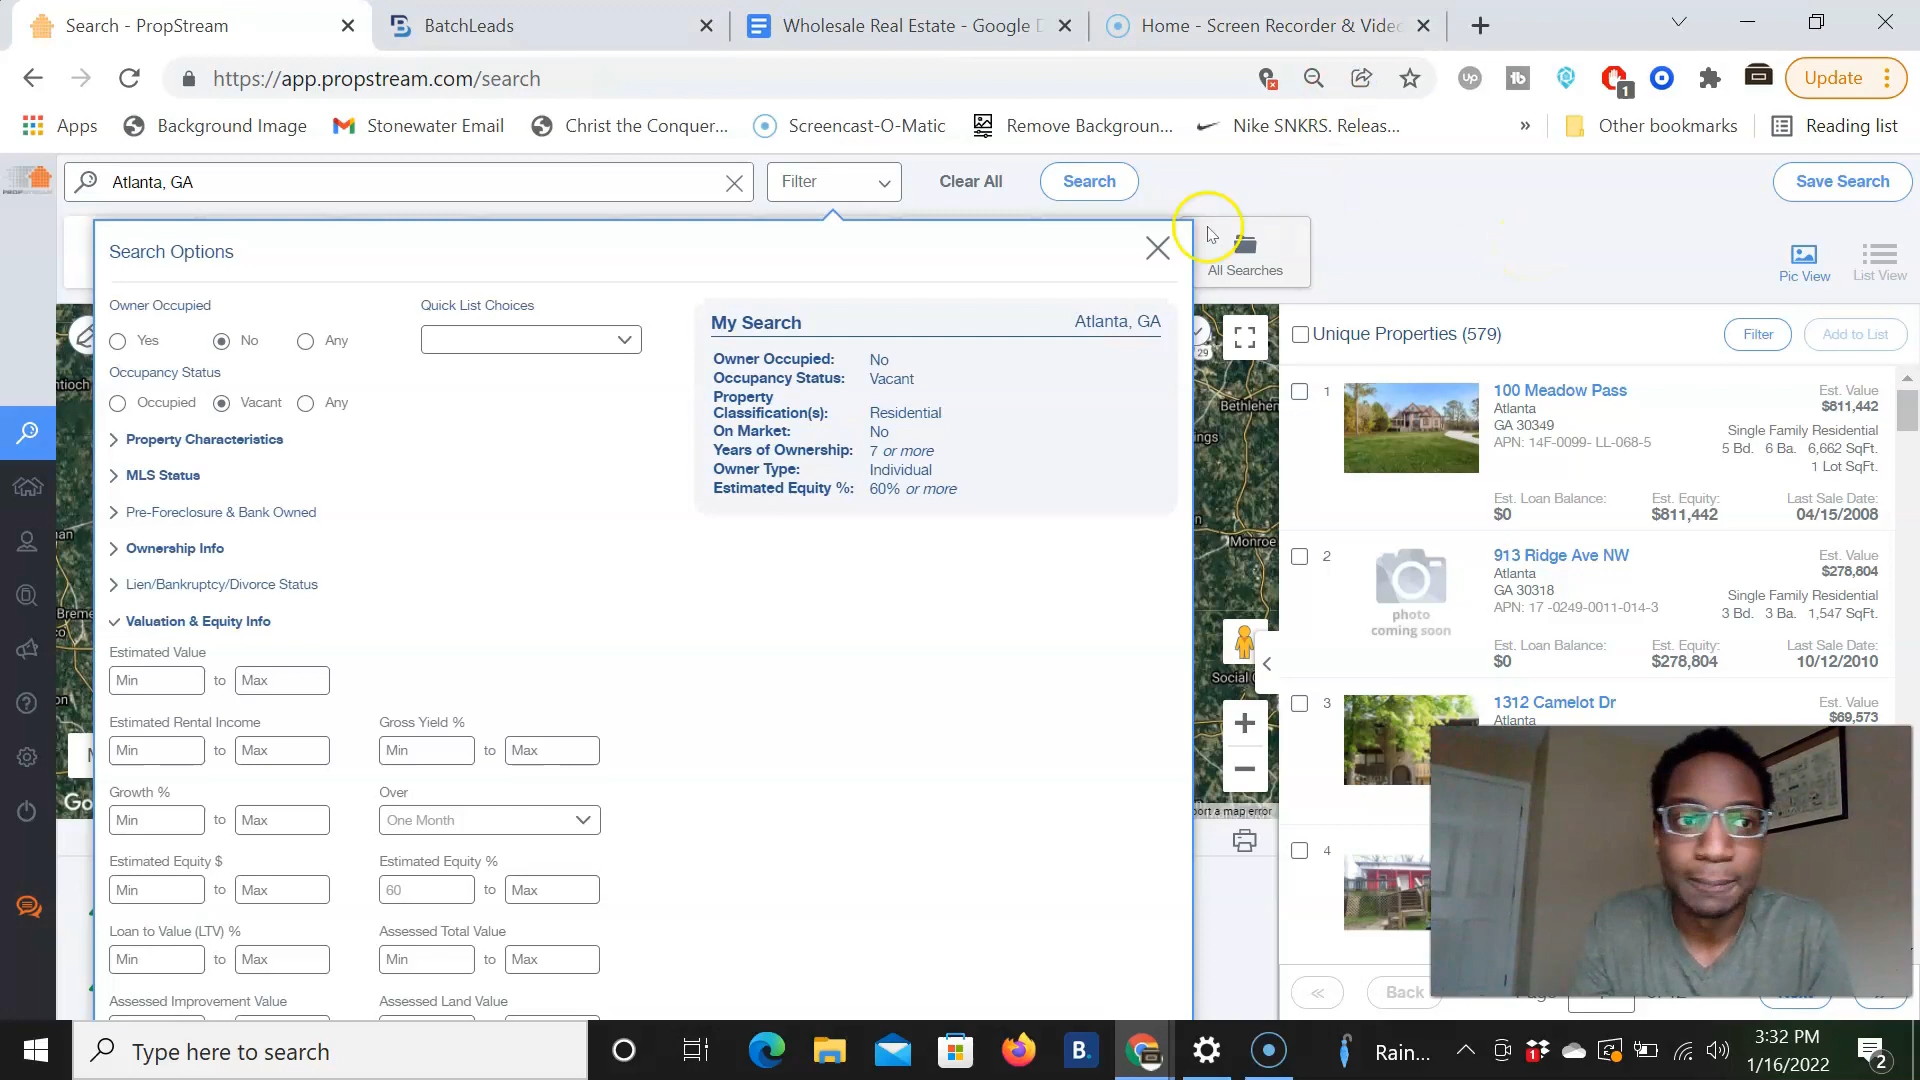 Search - PropStream
BatchLeads
Wholesale Real Estate - Google D
Home - Screen Recorder & Vide
https://app.propstream.com/search
Update
Apps
Background Image
Stonewater Email
Christ the Conquer...
Screencast-O-Matic
Remove Backgroun...
Nike SNKRS. Releas...
»
Other bookmarks
Reading list
Atlanta, GA
Filter
Clear All
Search
Save Search
Search Options
All Searches
Pic View
List View
Owner Occupied
Yes
No
Any
Quick List Choices
Occupancy Status
Occupied
Vacant
Any
Property Characteristics
MLS Status
Pre-Foreclosure & Bank Owned
Ownership Info
Lien/Bankruptcy/Divorce Status
Valuation & Equity Info
Estimated Value
Min to Max
Estimated Rental Income
Gross Yield %
Min to Max
Min to Max
Growth %
Over
Min to Max
One Month
Estimated Equity $
Estimated Equity %
Min to Max
60 to Max
Loan to Value (LTV) %
Assessed Total Value
Min to Max
Min to Max
Assessed Improvement Value
Assessed Land Value
My Search
Atlanta, GA
Owner Occupied: No
Occupancy Status: Vacant
Property
Classification(s): Residential
On Market: No
Years of Ownership: 7 or more
Owner Type: Individual
Estimated Equity %: 60% or more
29
Bethlehem
Monroe
Social
Unique Properties (579)
Filter
Add to List
1
100 Meadow Pass
Atlanta
GA 30349
APN: 14F-0099- LL-068-5
Est. Value
$811,442
Single Family Residential
5 Bd. 6 Ba. 6,662 SqFt.
1 Lot SqFt.
Est. Loan Balance:
$0
Est. Equity:
$811,442
Last Sale Date:
04/15/2008
2
photo
coming soon
913 Ridge Ave NW
Atlanta
GA 30318
APN: 17 -0249-0011-014-3
Est. Value
$278,804
Single Family Residential
3 Bd. 3 Ba. 1,547 SqFt.
Est. Loan Balance:
$0
Est. Equity:
$278,804
Last Sale Date:
10/12/2010
3
1312 Camelot Dr
Atlanta
Est. Value
$69,573
4
Back
Type here to search
Rain...
3:32 PM
1/16/2022
2